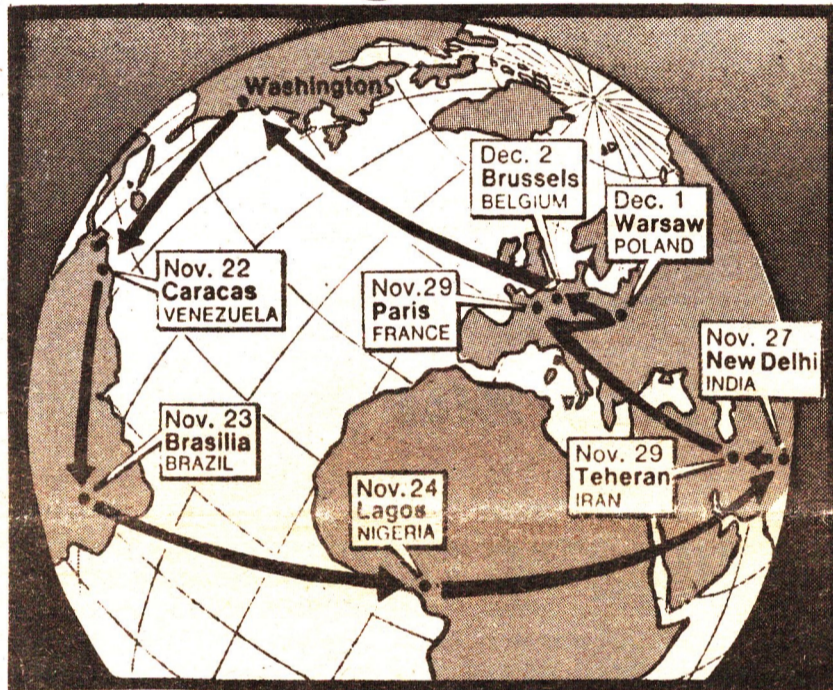 Washington
Dec. 2
Brussels
BELGIUM
Dec. 1
Warsaw
POLAND
Nov. 22
Caracas
VENEZUELA
Nov.29
Paris
FRANCE
Nov. 27
New Delhi
INDIA
Nov. 23
Brasilia
BRAZIL
Nov. 29
Teheran
IRAN
Nov.24
Lagos
NIGERIA